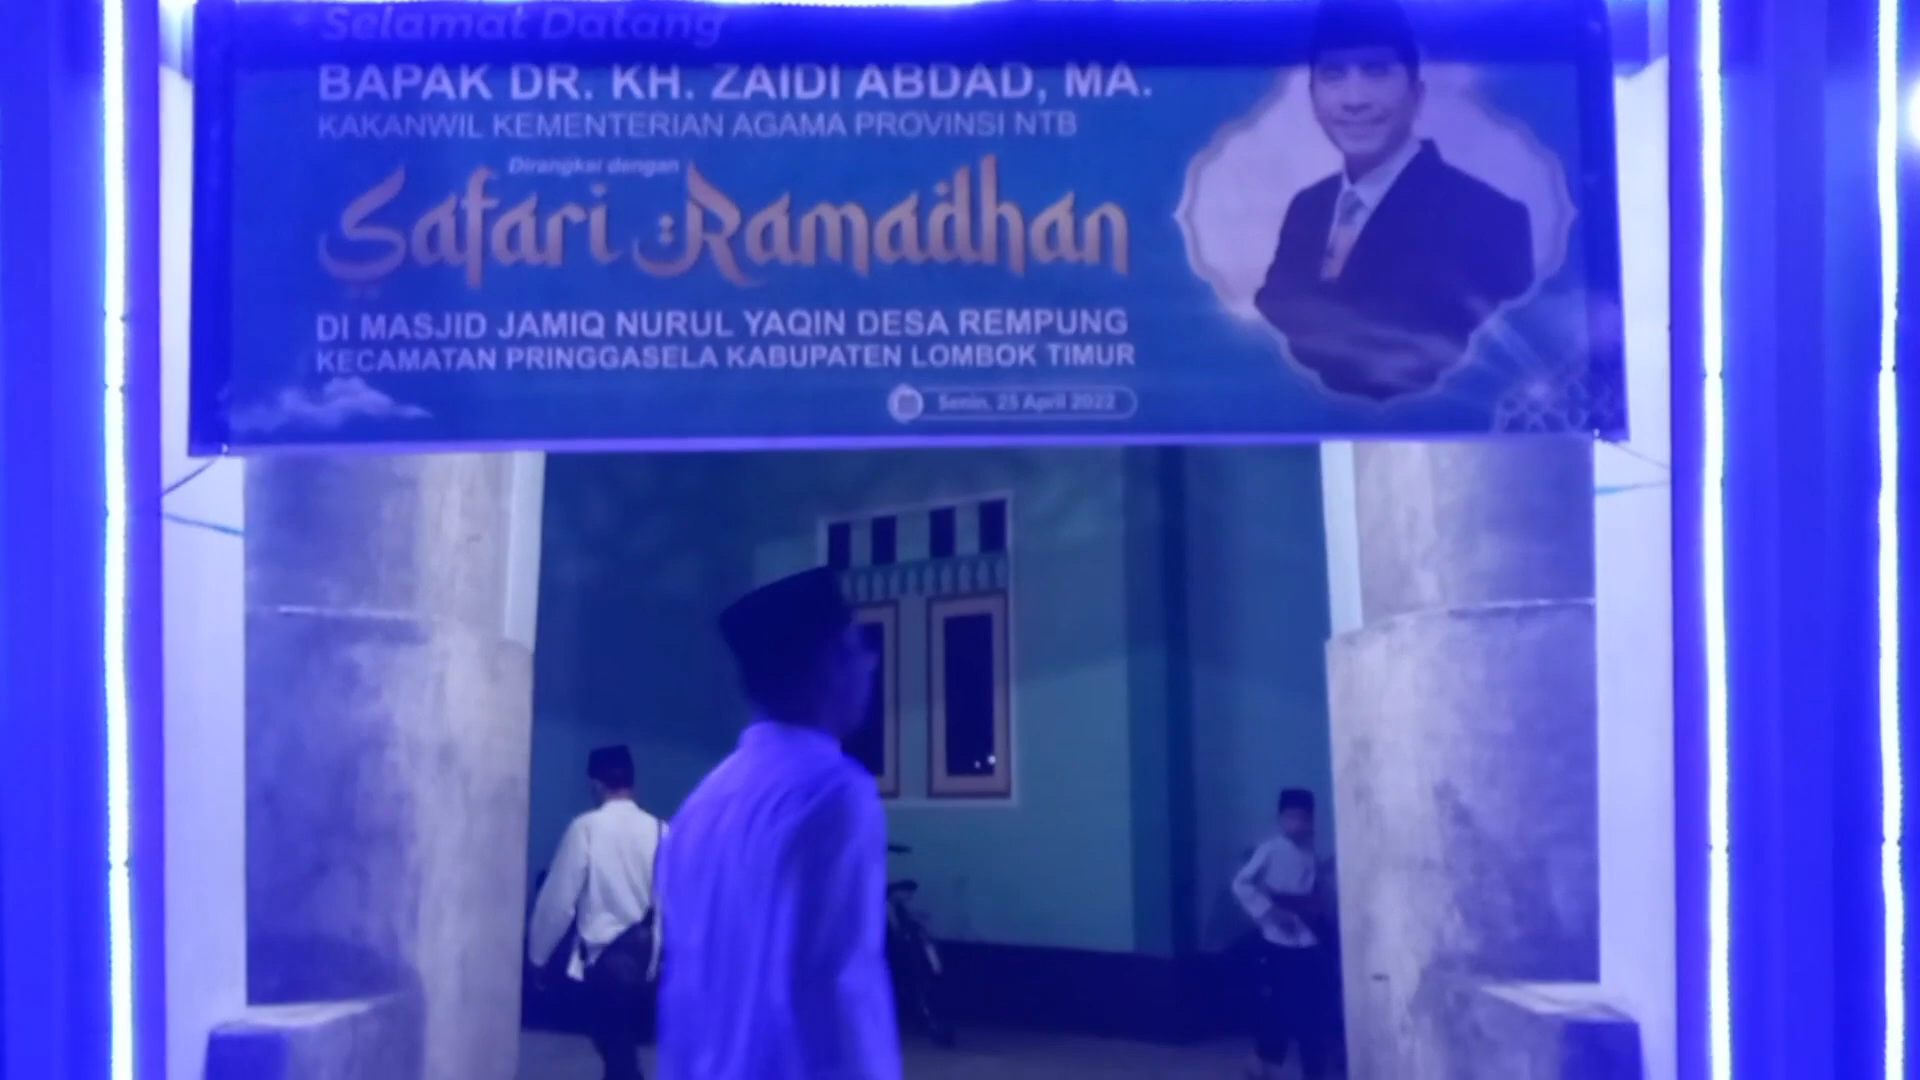 Selamat Datang
BAPAK DR. KH. ZAIDI ABDAD, MA.
KAKANWIL KEMENTERIAN AGAMA PROVINSI NTB
Dirangkai dengan
Safari Ramadhan
DI MASJID JAMIQ NURUL YAQIN DESA REMPUNG
KECAMATAN PRINGGASELA KABUPATEN LOMBOK TIMUR
Senin, 25 April 2022